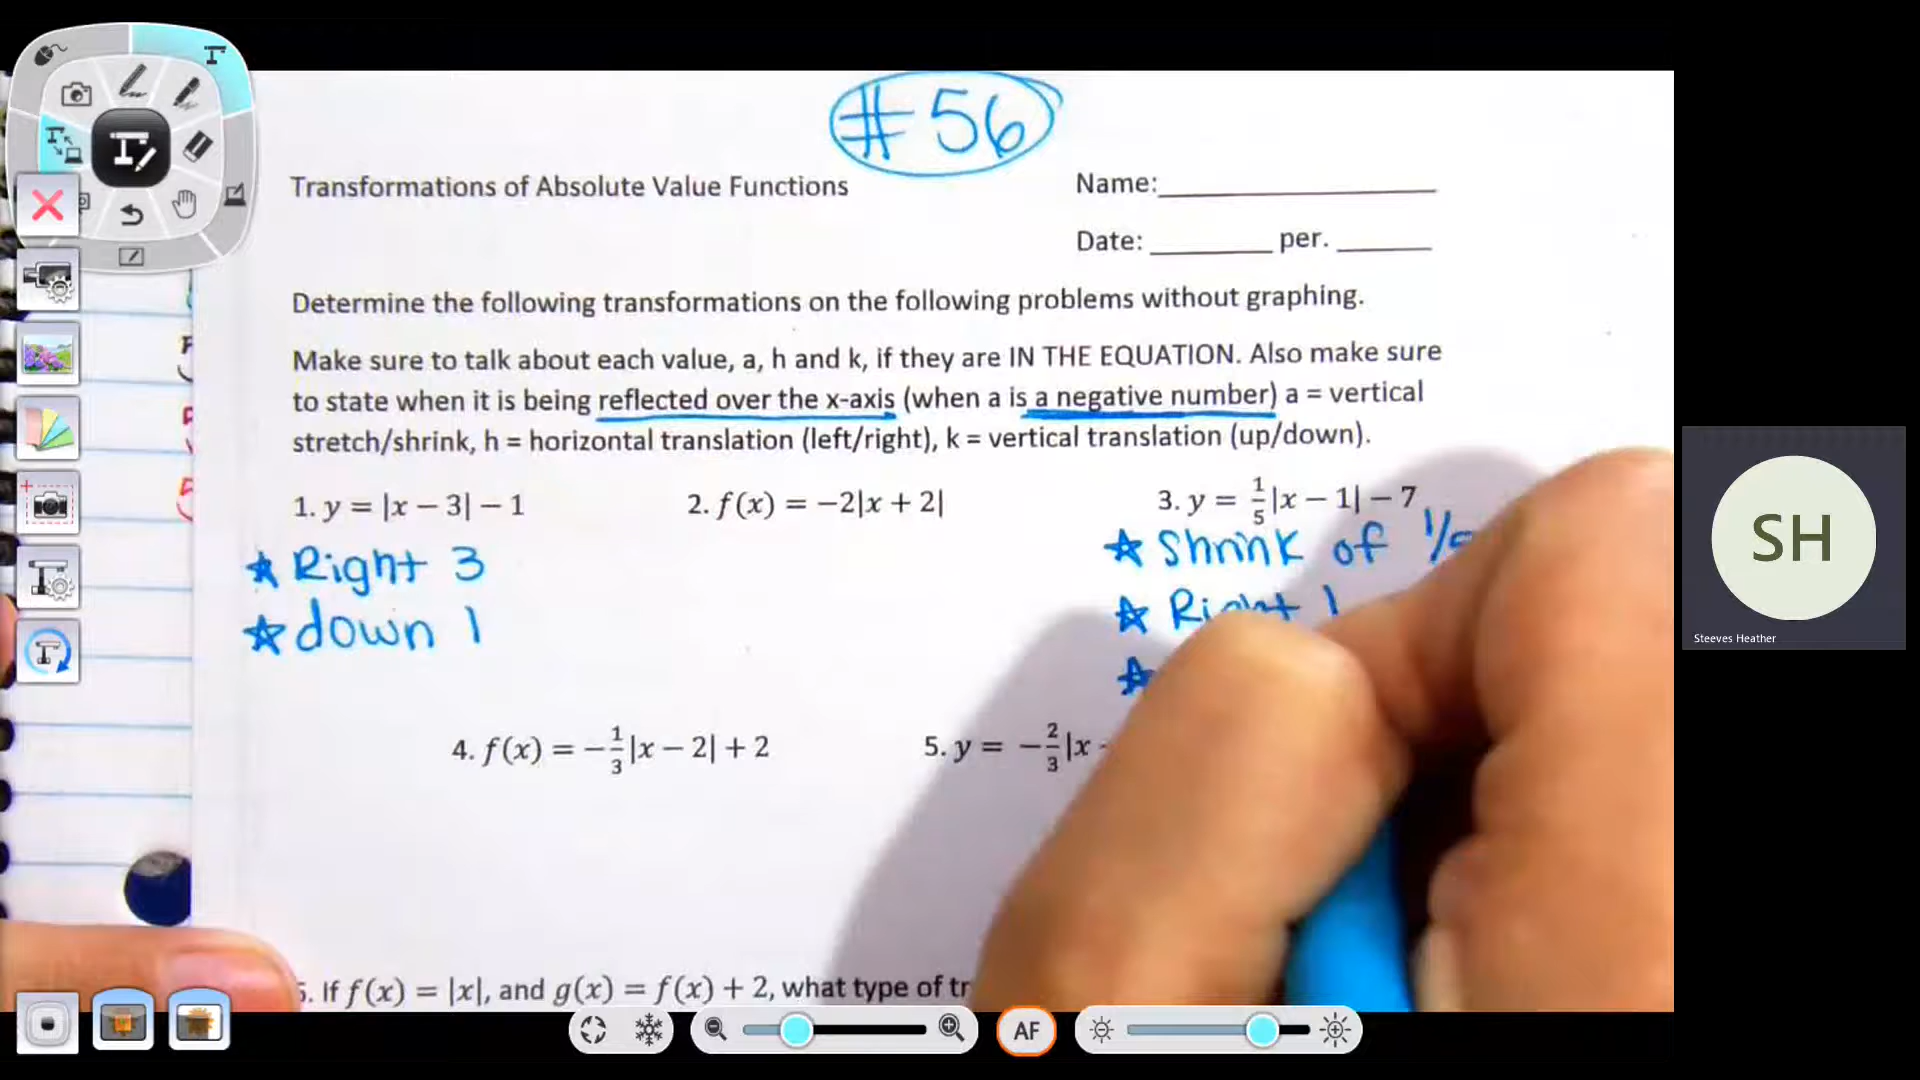 #56
Transformations of Absolute Value Functions
Name:
Date: per.
Determine the following transformations on the following problems without graphing.
Make sure to talk about each value, a, h and k, if they are IN THE EQUATION. Also make sure
to state when it is being reflected over the x-axis (when a is a negative number) a = vertical
stretch/shrink, h = horizontal translation (left/right), k = vertical translation (up/down).
1. y = |x − 3| − 1
2. f(x) = −2|x + 2|
3. y = 1/5|x − 1| − 7
★ Right 3
★ down 1
★ Shrink of
★ Right 1
★
4. f(x) = −1/3|x − 2| + 2
5. y = −2/3|x
. If f(x) = |x|, and g(x) = f(x) + 2, what type of
AF
SH
Steeves Heather